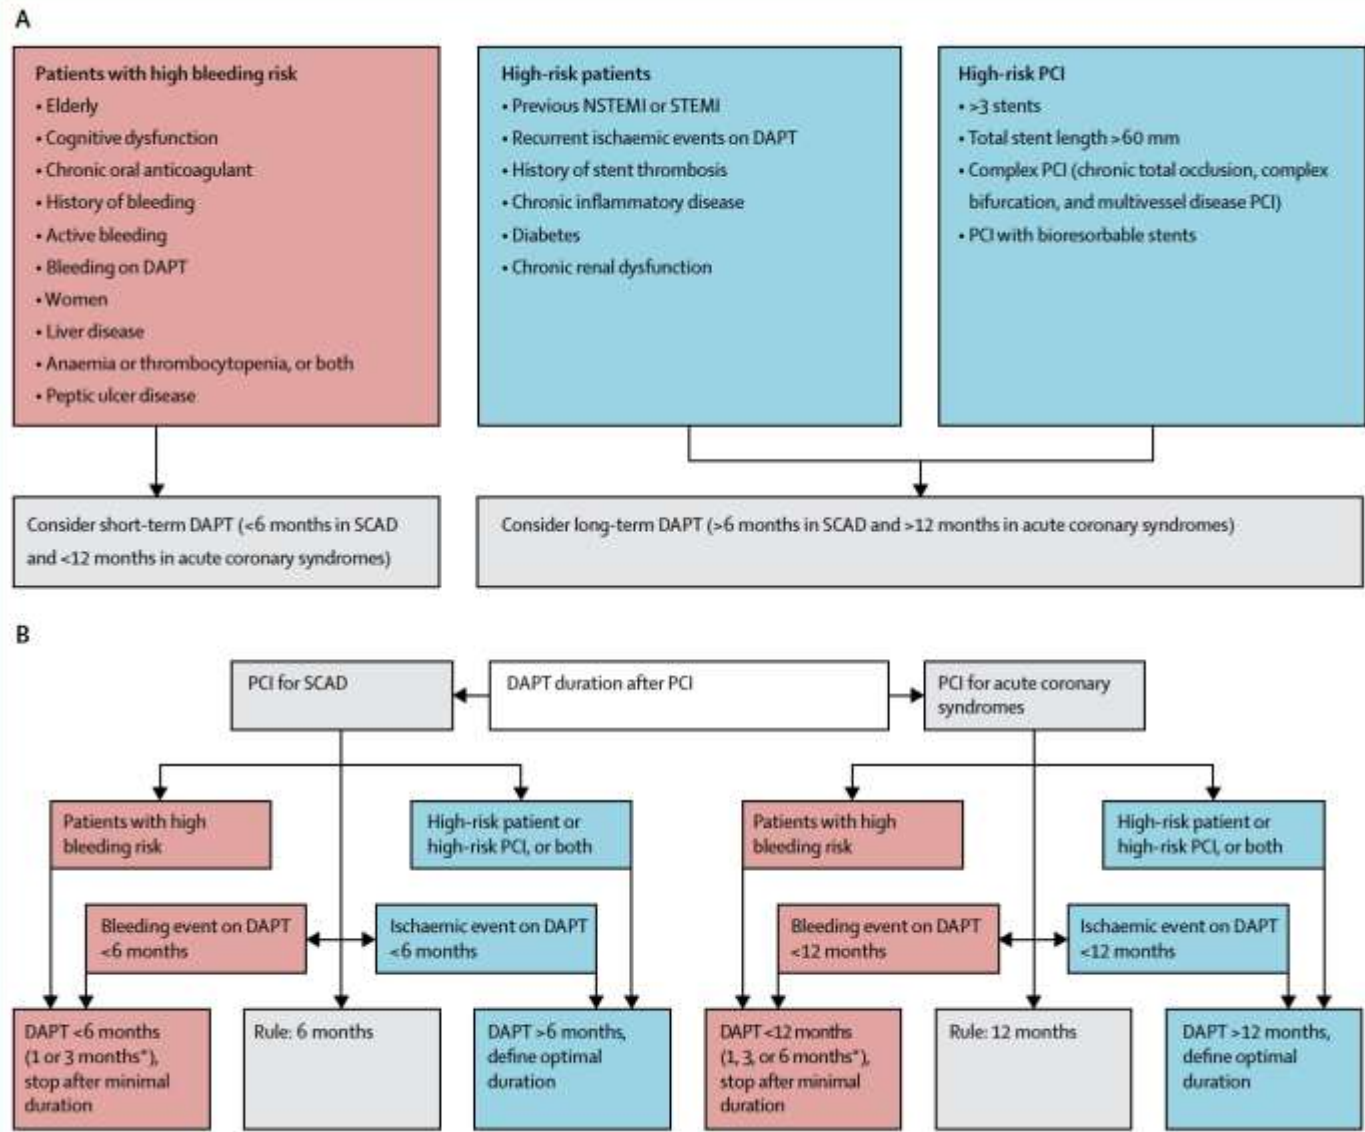 A
Patients with high bleeding risk
• Elderly
• Cognitive dysfunction
• Chronic oral anticoagulant
• History of bleeding
• Active bleeding
• Bleeding on DAPT
• Women
• Liver disease
• Anaemia or thrombocytopenia, or both
• Peptic ulcer disease
High-risk patients
• Previous NSTEMI or STEMI
• Recurrent ischaemic events on DAPT
• History of stent thrombosis
• Chronic inflammatory disease
• Diabetes
• Chronic renal dysfunction
High-risk PCI
• >3 stents
• Total stent length >60 mm
• Complex PCI (chronic total occlusion, complex
bifurcation, and multivessel disease PCI)
• PCI with bioresorbable stents
Consider short-term DAPT (<6 months in SCAD
and <12 months in acute coronary syndromes)
Consider long-term DAPT (>6 months in SCAD and >12 months in acute coronary syndromes)
B
PCI for SCAD
DAPT duration after PCI
PCI for acute coronary
syndromes
Patients with high
bleeding risk
High-risk patient or
high-risk PCI, or both
Patients with high
bleeding risk
High-risk patient or
high-risk PCI, or both
Bleeding event on DAPT
<6 months
Ischaemic event on DAPT
<6 months
Bleeding event on DAPT
<12 months
Ischaemic event on DAPT
<12 months
DAPT <6 months
(1 or 3 months*),
stop after minimal
duration
Rule: 6 months
DAPT >6 months,
define optimal
duration
DAPT <12 months
(1, 3, or 6 months*),
stop after minimal
duration
Rule: 12 months
DAPT >12 months,
define optimal
duration